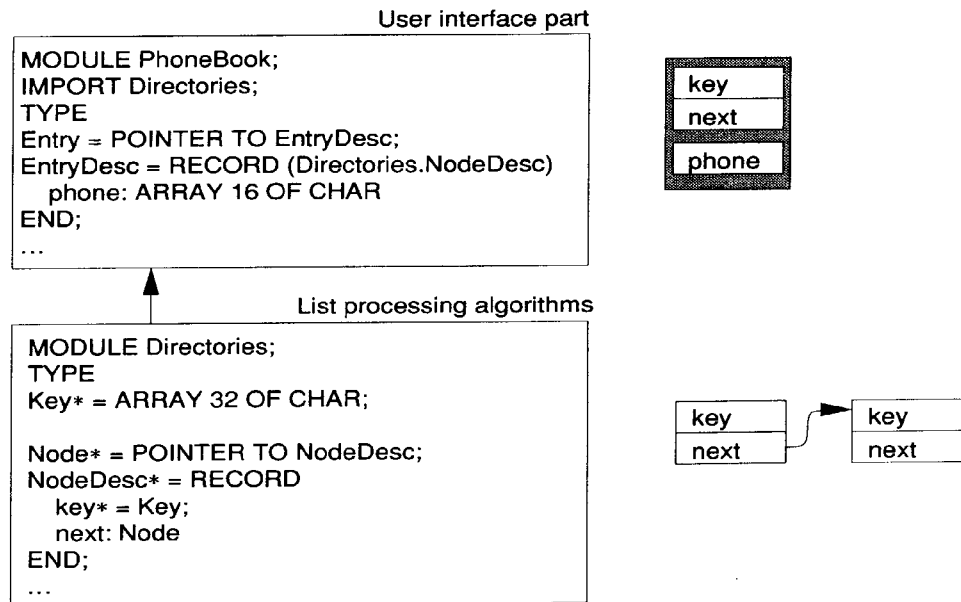 User interface part
MODULE PhoneBook;
IMPORT Directories;
TYPE
Entry = POINTER TO EntryDesc;
EntryDesc = RECORD (Directories.NodeDesc)
phone: ARRAY 16 OF CHAR
END;
...
key
next
phone
List processing algorithms
MODULE Directories;
TYPE
Key* = ARRAY 32 OF CHAR;
Node* = POINTER TO NodeDesc;
NodeDesc* = RECORD
key* = Key;
next: Node
END;
...
key
next
key
next